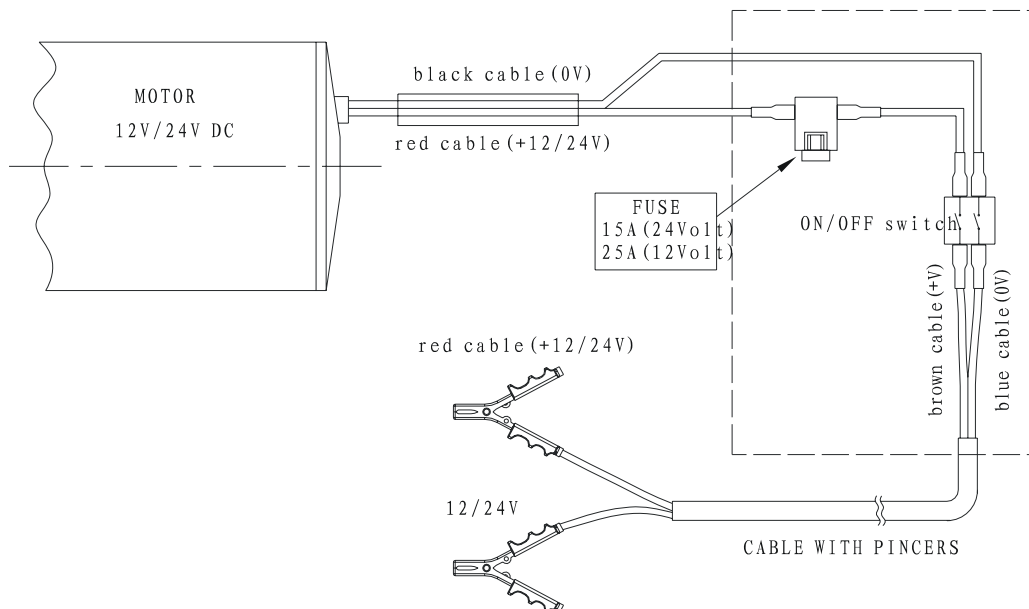 black cable(0V)
MOTOR
12V/24V DC
red cable(+12/24V)
FUSE
15A(24Volt)
25A(12Volt)
ON/OFF switch
brown cable(+V)
blue cable(0V)
red cable(+12/24V)
12/24V
CABLE WITH PINCERS